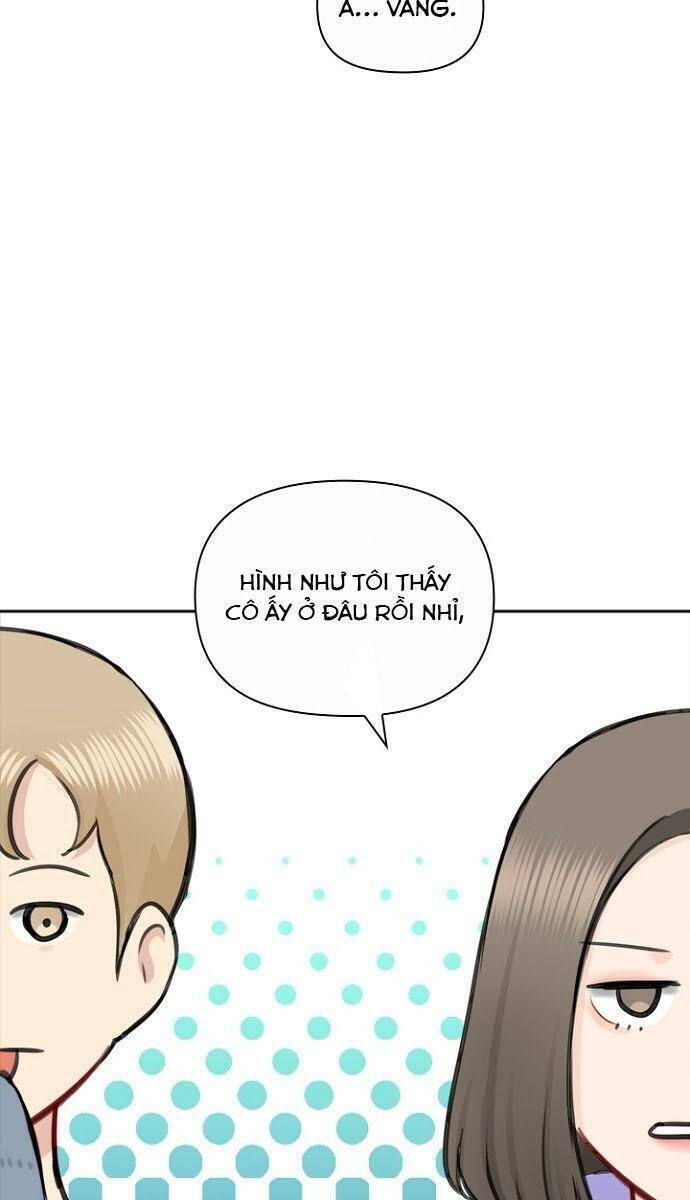 À... VÂNG.
HÌNH NHƯ TÔI THẤY
CÔ ẤY Ở ĐÂU RỒI NHỈ,